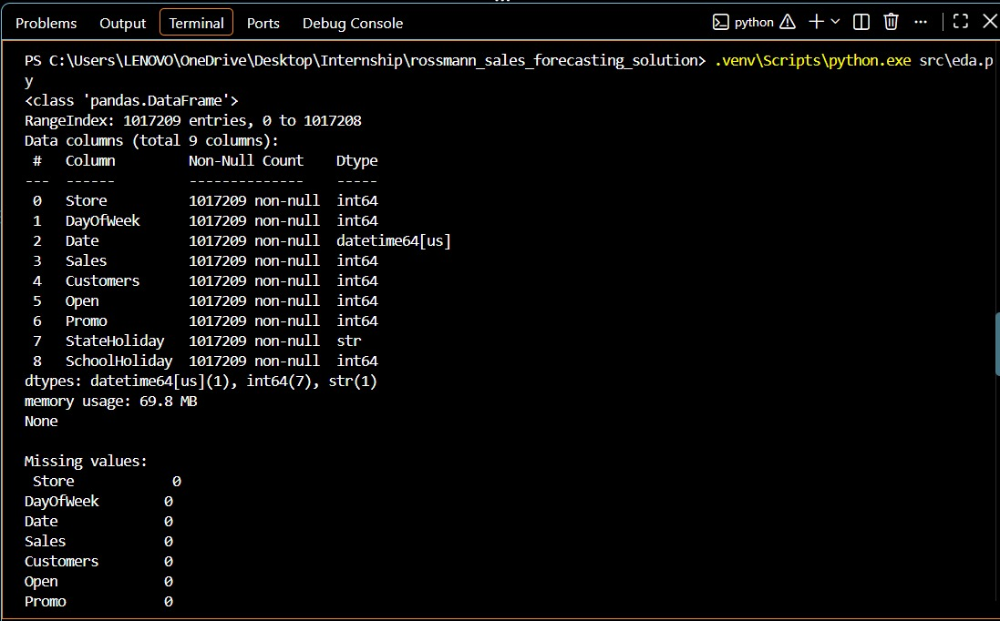 Problems Output Terminal Ports Debug Console python
PS C:\Users\LENOVO\OneDrive\Desktop\Internship\rossmann_sales_forecasting_solution> .venv\Scripts\python.exe src\eda.p
y
<class 'pandas.DataFrame'>
RangeIndex: 1017209 entries, 0 to 1017208
Data columns (total 9 columns):
 #   Column         Non-Null Count    Dtype
---  ------         --------------    -----
 0   Store          1017209 non-null  int64
 1   DayOfWeek      1017209 non-null  int64
 2   Date           1017209 non-null  datetime64[us]
 3   Sales          1017209 non-null  int64
 4   Customers      1017209 non-null  int64
 5   Open           1017209 non-null  int64
 6   Promo          1017209 non-null  int64
 7   StateHoliday   1017209 non-null  str
 8   SchoolHoliday  1017209 non-null  int64
dtypes: datetime64[us](1), int64(7), str(1)
memory usage: 69.8 MB
None

Missing values:
 Store            0
DayOfWeek        0
Date             0
Sales            0
Customers        0
Open             0
Promo            0